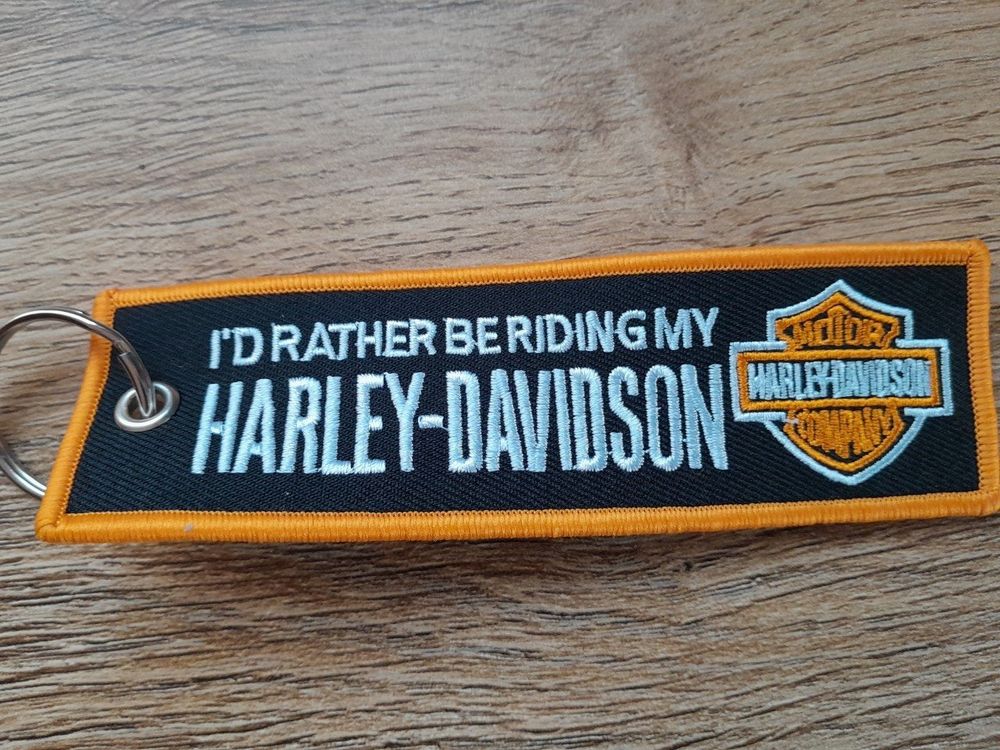 I'D RATHER BE RIDING MY
HARLEY-DAVIDSON
MOTOR
HARLEY-DAVIDSON
COMPANY